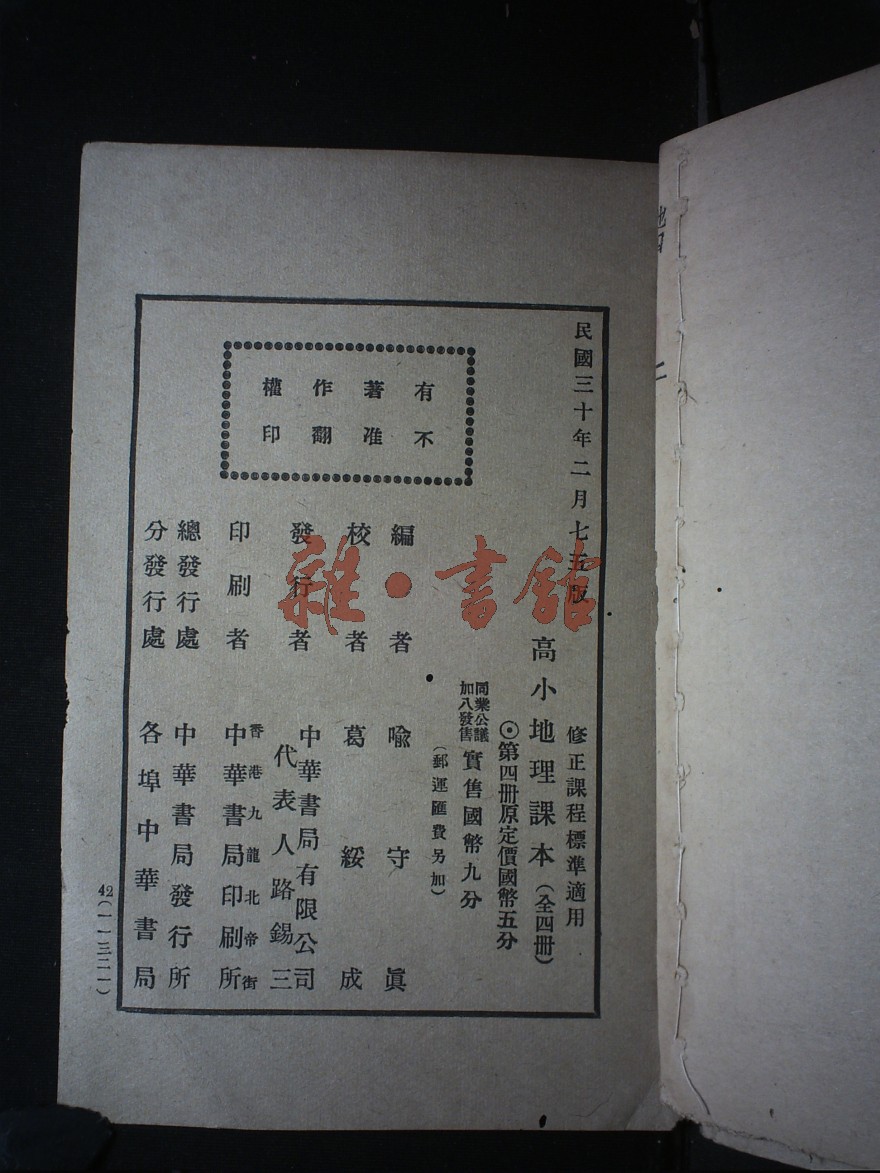 民國三十年二月七五版
修正課程標準適用
高小地理課本(全四冊)
⊙第四冊原定價國幣五分
同業公議
加八發售
實售國幣九分
(郵運匯費另加)
有不
著准
作翻
權印
編者 喩守眞
校者 葛綏成
發行者 中華書局有限公司
代表人路錫三
印刷者 香港九龍北帝街
中華書局印刷所
總發行處 中華書局發行所
分發行處 各埠中華書局
42(一一三二一)
雜·書館